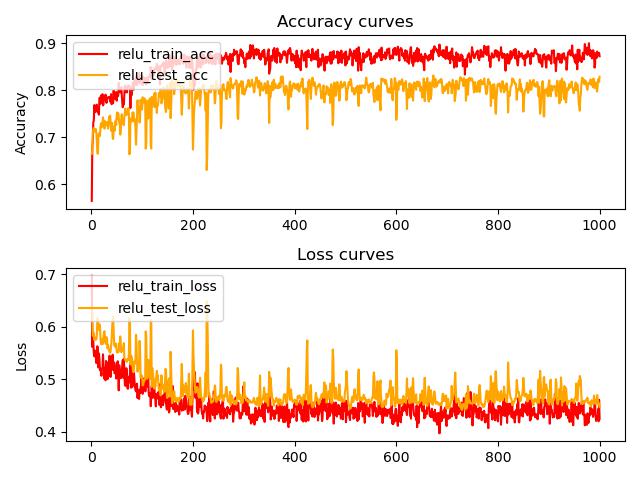 Accuracy curves
0.9
0.8
0.7
0.6
Accuracy
relu_train_acc
relu_test_acc
0 200 400 600 800 1000
Loss curves
0.7
0.6
0.5
0.4
Loss
relu_train_loss
relu_test_loss
0 200 400 600 800 1000